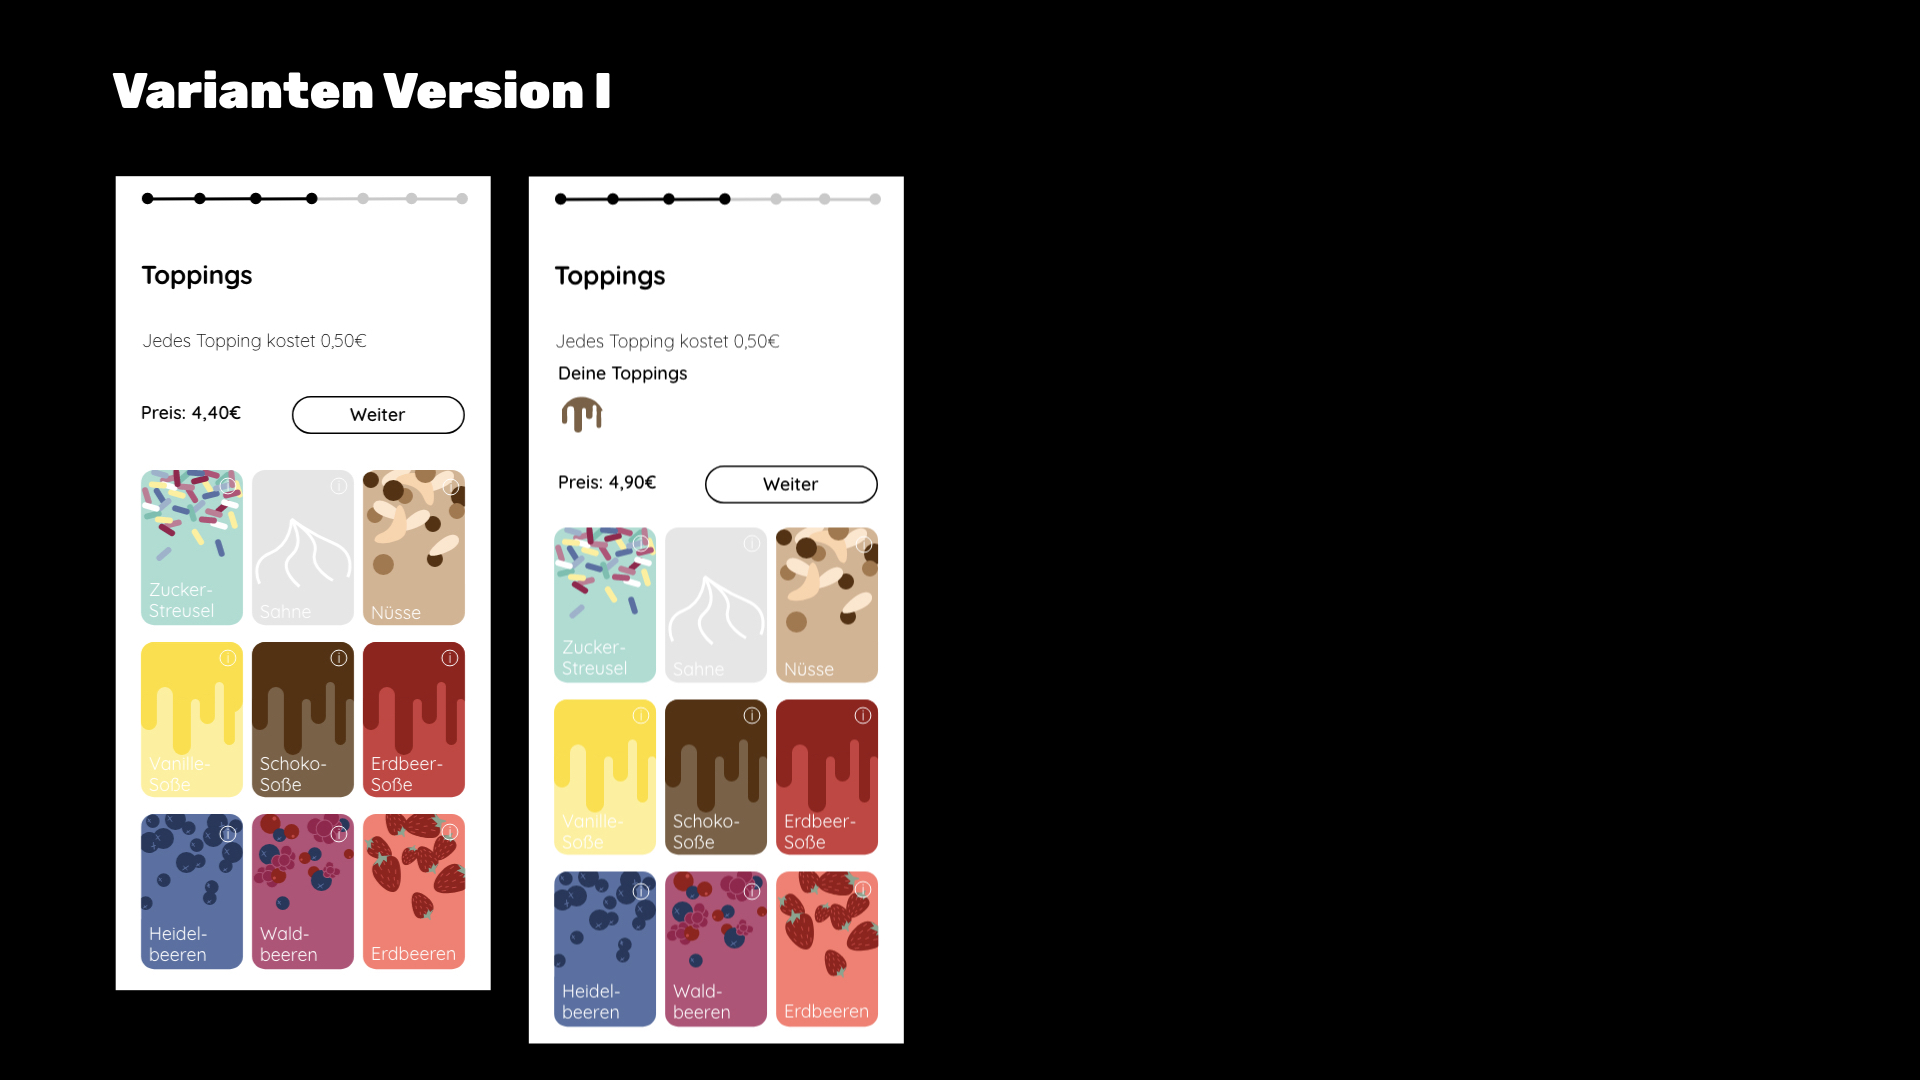 Varianten Version I
Toppings
Jedes Topping kostet 0,50€
Preis: 4,40€
Weiter
Zucker-
Streusel
Sahne
Nüsse
Vanille-
Soße
Schoko-
Soße
Erdbeer-
Soße
Heidel-
beeren
Wald-
beeren
Erdbeeren
Toppings
Jedes Topping kostet 0,50€
Deine Toppings
Preis: 4,90€
Weiter
Zucker-
Streusel
Sahne
Nüsse
Vanille-
Soße
Schoko-
Soße
Erdbeer-
Soße
Heidel-
beeren
Wald-
beeren
Erdbeeren